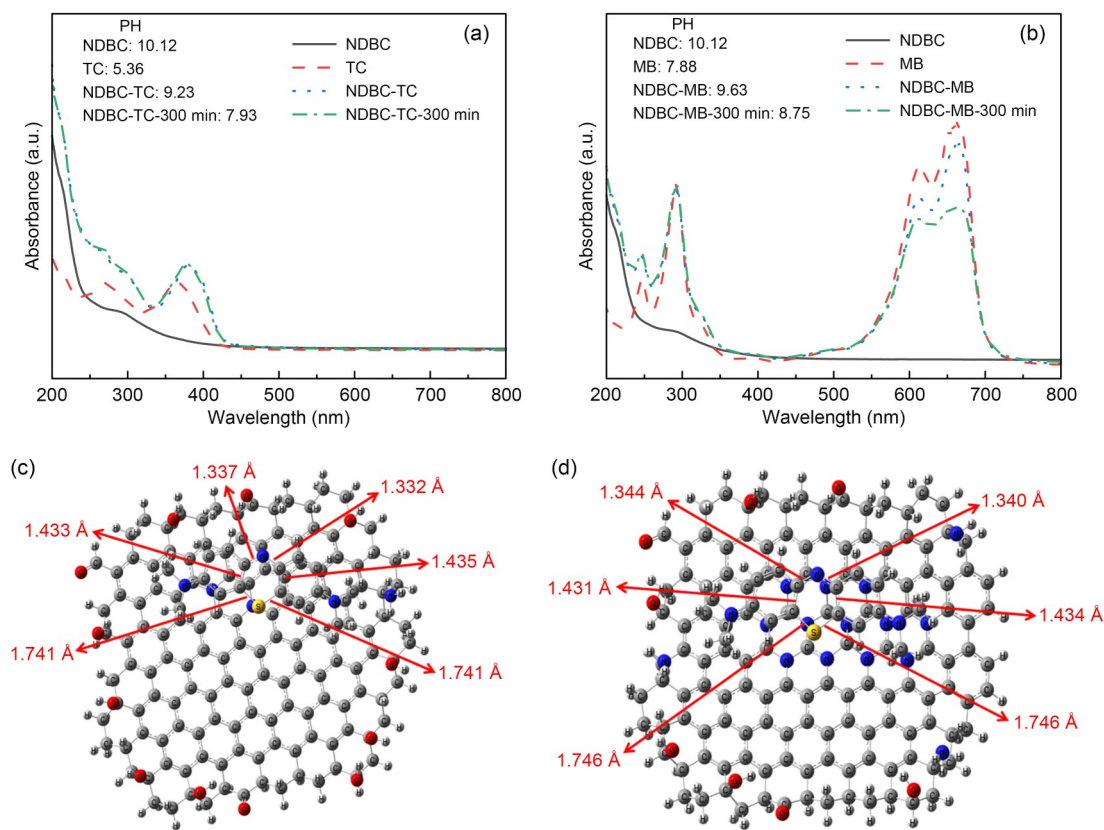 (a)
PH
NDBC: 10.12
TC: 5.36
NDBC-TC: 9.23
NDBC-TC-300 min: 7.93
NDBC
TC
NDBC-TC
NDBC-TC-300 min
Absorbance (a.u.)
200 300 400 500 600 700 800
Wavelength (nm)
(b)
PH
NDBC: 10.12
MB: 7.88
NDBC-MB: 9.63
NDBC-MB-300 min: 8.75
NDBC
MB
NDBC-MB
NDBC-MB-300 min
Absorbance (a.u.)
200 300 400 500 600 700 800
Wavelength (nm)
(c)
1.337 Å
1.332 Å
1.433 Å
1.435 Å
1.741 Å
1.741 Å
S
(d)
1.344 Å
1.340 Å
1.431 Å
1.434 Å
1.746 Å
1.746 Å
S